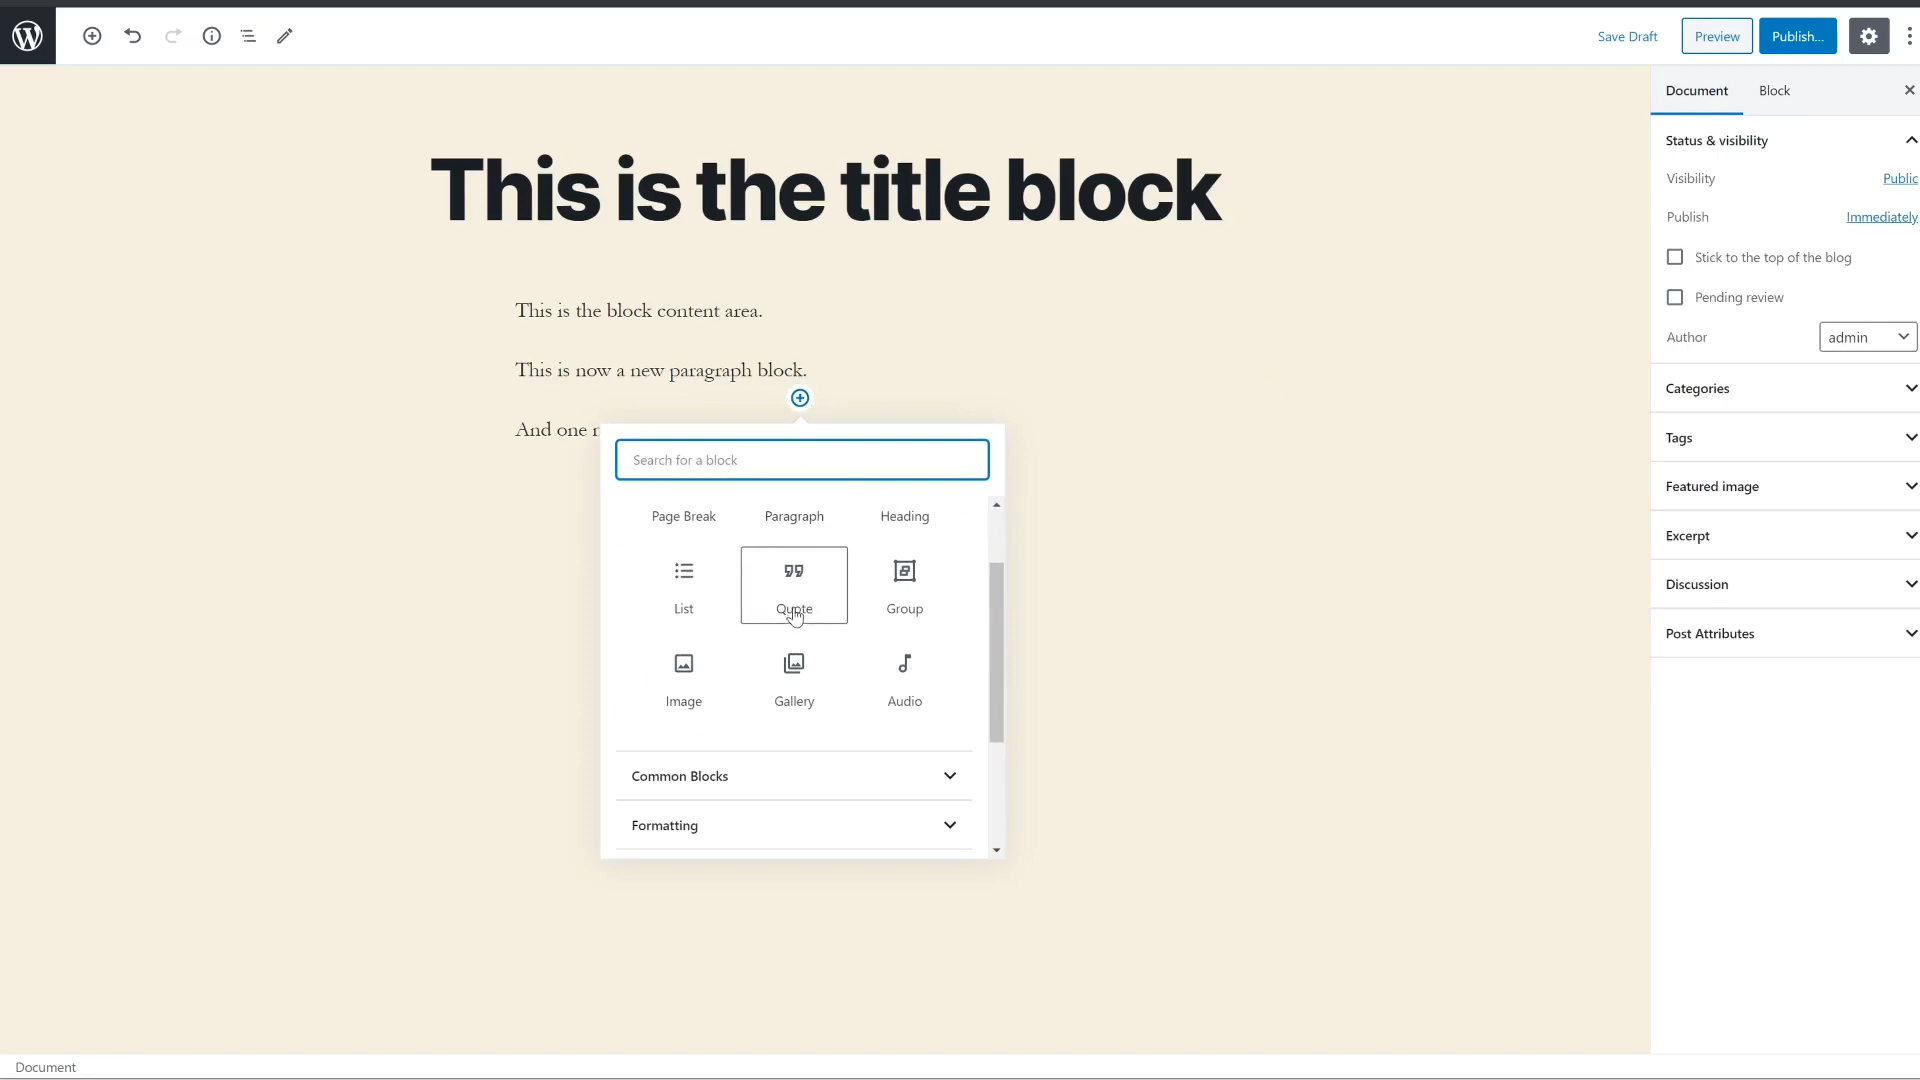 Save Draft
Preview
Publish...
Document
Block
This is the title block
Status & visibility
Visibility
Public
Publish
Immediately
Stick to the top of the blog
Pending review
Author
admin
Categories
Tags
Featured image
Excerpt
Discussion
Post Attributes
This is the block content area.
This is now a new paragraph block.
And one
Search for a block
Page Break
Paragraph
Heading
List
Quote
Group
Image
Gallery
Audio
Common Blocks
Formatting
Document